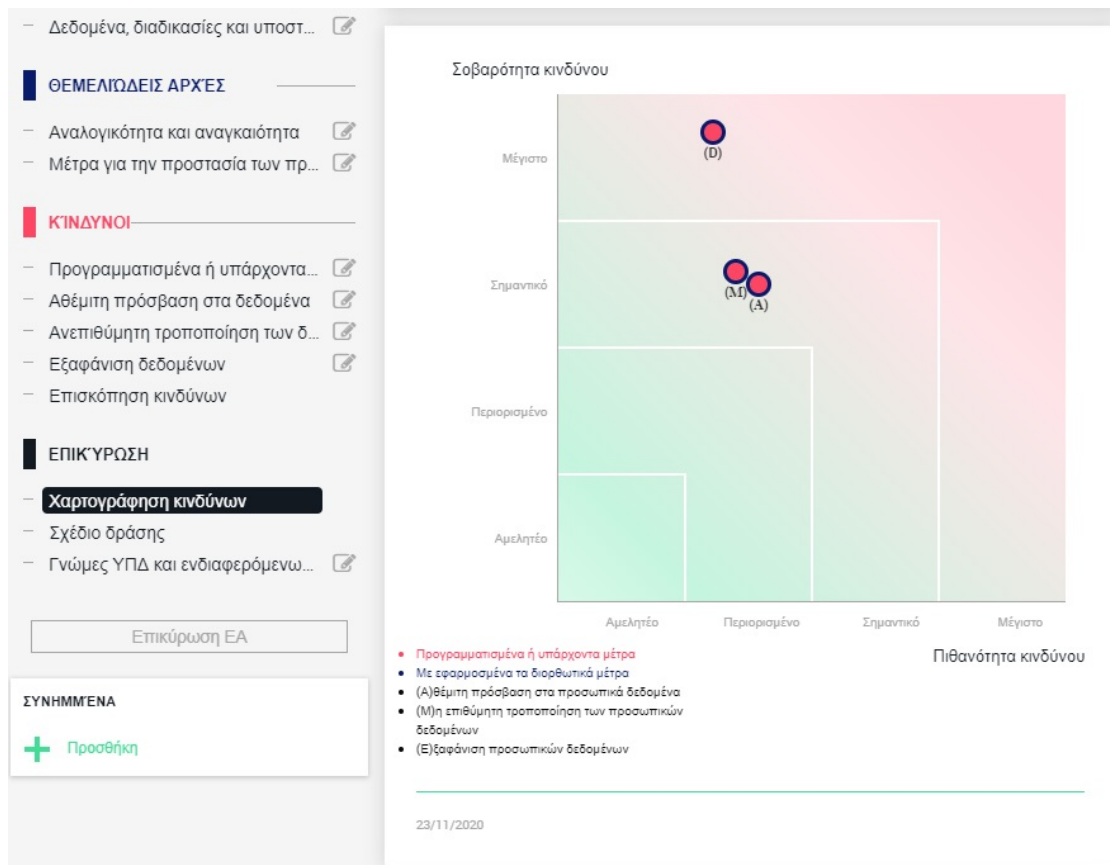 Δεδομένα, διαδικασίες και υποστ...
ΘΕΜΕΛΙΏΔΕΙΣ ΑΡΧΈΣ
Αναλογικότητα και αναγκαιότητα
Μέτρα για την προστασία των πρ...
ΚΊΝΔΥΝΟΙ
Προγραμματισμένα ή υπάρχοντα...
Αθέμιτη πρόσβαση στα δεδομένα
Ανεπιθύμητη τροποποίηση των δ...
Εξαφάνιση δεδομένων
Επισκόπηση κινδύνων
ΕΠΙΚΎΡΩΣΗ
Χαρτογράφηση κινδύνων
Σχέδιο δράσης
Γνώμες ΥΠΔ και ενδιαφερόμενω...
Επικύρωση ΕΑ
ΣΥΝΗΜΜΈΝΑ
Προσθήκη
Σοβαρότητα κινδύνου
Μέγιστο
(D)
Σημαντικό
(M)
(A)
Περιορισμένο
Αμελητέο
Αμελητέο Περιορισμένο Σημαντικό Μέγιστο
Πιθανότητα κινδύνου
• Προγραμματισμένα ή υπάρχοντα μέτρα
• Με εφαρμοσμένα τα διορθωτικά μέτρα
• (Α)θέμιτη πρόσβαση στα προσωπικά δεδομένα
• (Μ)η επιθύμητη τροποποίηση των προσωπικών
δεδομένων
• (Ε)ξαφάνιση προσωπικών δεδομένων
23/11/2020